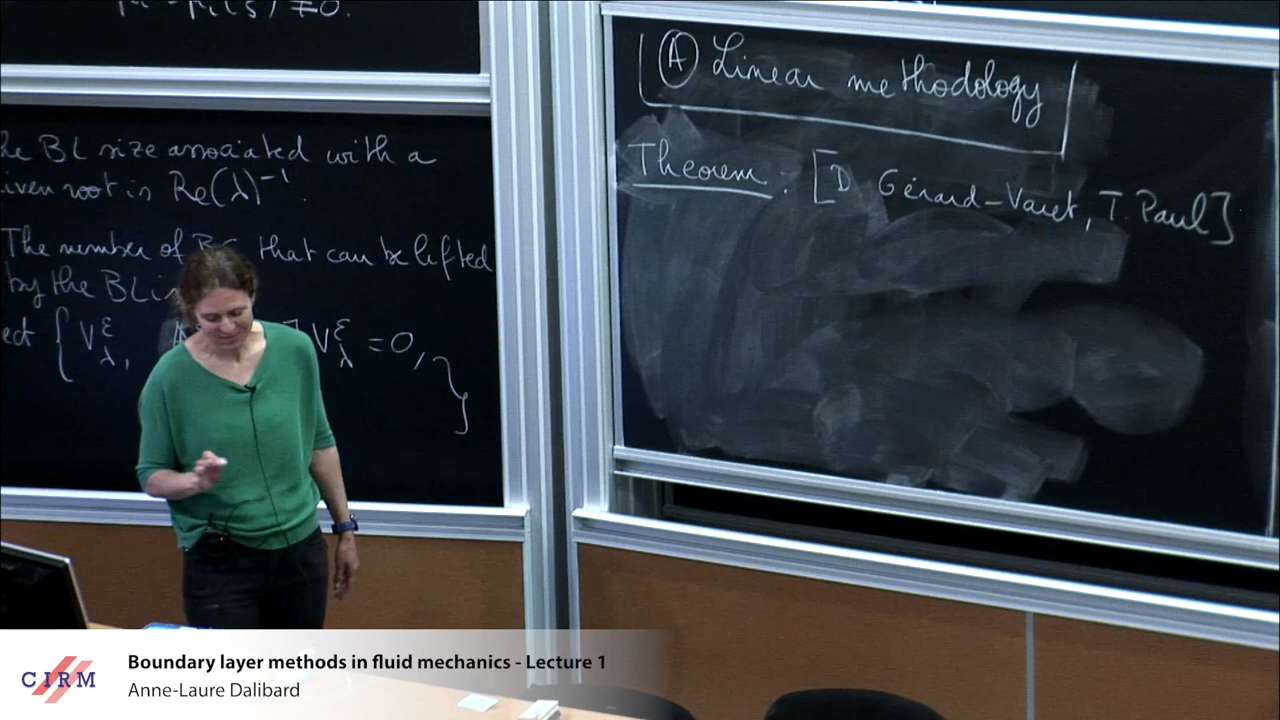 he BL size associated with a
iven root is Re(λ)⁻¹.
The number of BC that can be lifted
by the BL is
ect { V^ε_λ, V^ε_λ = 0, }
(A) Linear methodology
Theorem : [D. Gérard-Varet, T. Paul]
CIRM
Boundary layer methods in fluid mechanics - Lecture 1
Anne-Laure Dalibard